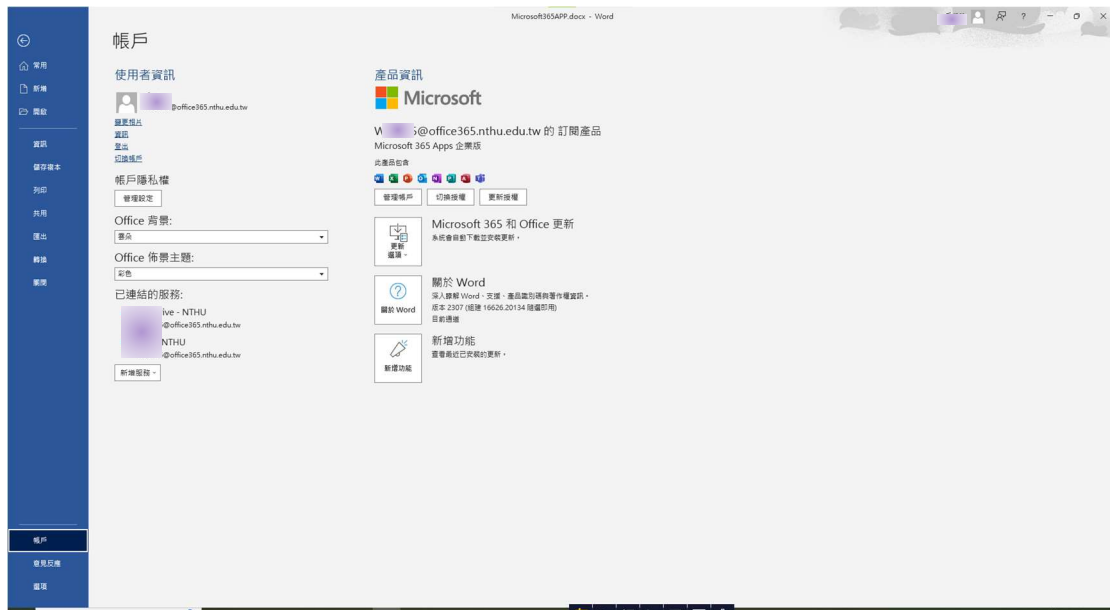 Microsoft365APP.docx - Word
?
帳戶
常用
新增
開啟
資訊
儲存複本
列印
共用
匯出
轉換
關閉
帳戶
意見反應
選項
使用者資訊
@office365.nthu.edu.tw
變更相片
資訊
登出
切換帳戶
帳戶隱私權
管理設定
Office 背景:
雲朵
Office 佈景主題:
彩色
已連結的服務:
ive - NTHU
@office365.nthu.edu.tw
NTHU
@office365.nthu.edu.tw
新增服務
產品資訊
Microsoft
@office365.nthu.edu.tw 的 訂閱產品
Microsoft 365 Apps 企業版
此產品包含
管理帳戶 切換授權 更新授權
更新
選項
Microsoft 365 和 Office 更新
系統會自動下載並安裝更新。
關於 Word
關於 Word
深入瞭解 Word、支援、產品識別碼與著作權資訊。
版本 2307 (組建 16626.20134 隨選即用)
目前通道
新增功能
新增功能
查看最近已安裝的更新。